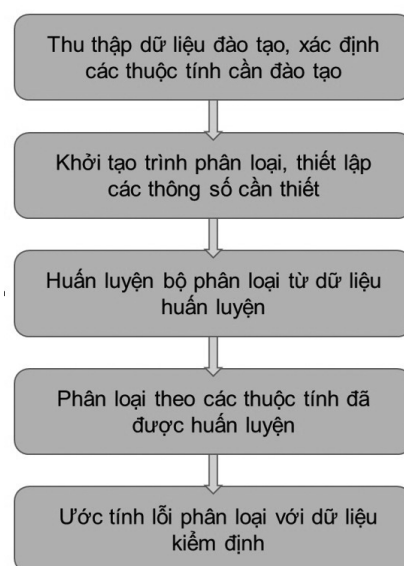 Thu thập dữ liệu đào tạo, xác định
các thuộc tính cần đào tạo
Khởi tạo trình phân loại, thiết lập
các thông số cần thiết
Huấn luyện bộ phân loại từ dữ liệu
huấn luyện
Phân loại theo các thuộc tính đã
được huấn luyện
Ước tính lỗi phân loại với dữ liệu
kiểm định